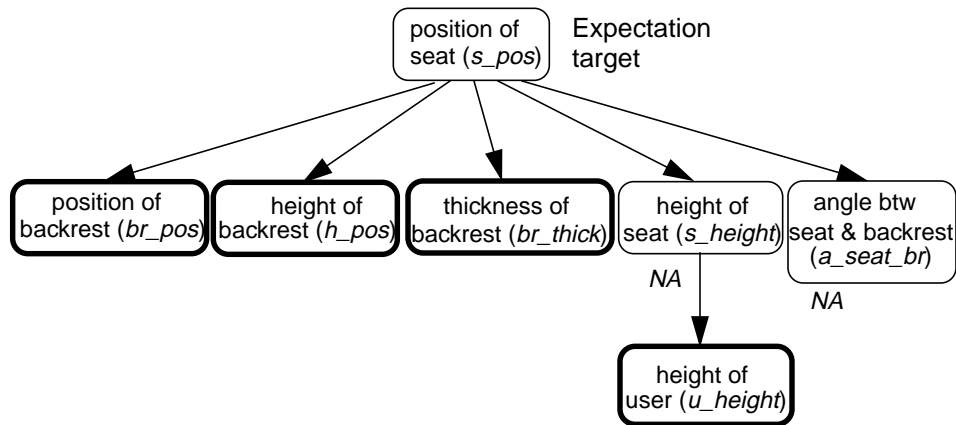 position of
seat (s_pos)
Expectation
target
position of
backrest (br_pos)
height of
backrest (h_pos)
thickness of
backrest (br_thick)
height of
seat (s_height)
angle btw
seat & backrest
(a_seat_br)
NA
NA
height of
user (u_height)